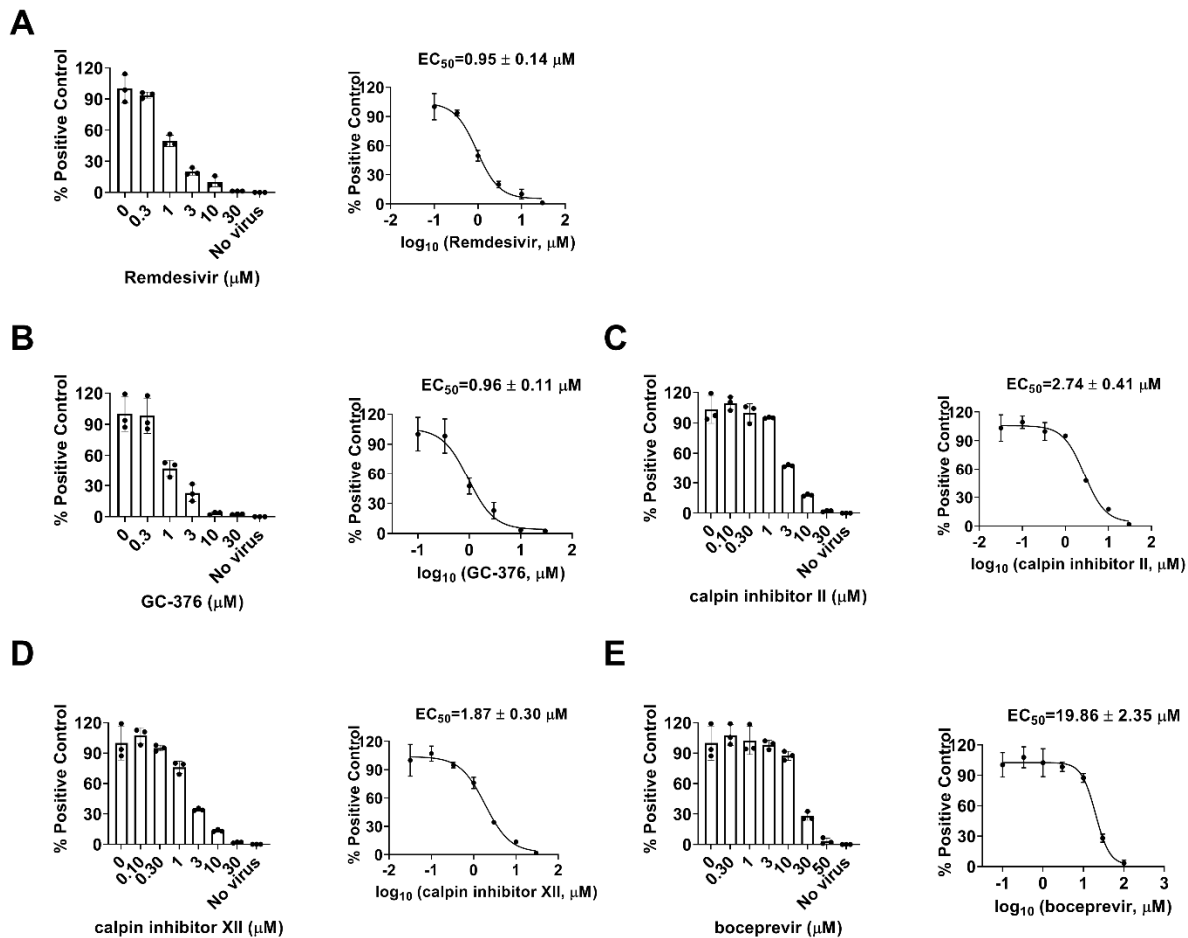 A
EC50=0.95 ± 0.14 μM
% Positive Control
120
90
60
30
0
0 0.3 1 3 10 30 No virus
Remdesivir (μM)
% Positive Control
120
90
60
30
0
-2 -1 0 1 2
log10 (Remdesivir, μM)
B
EC50=0.96 ± 0.11 μM
% Positive Control
120
90
60
30
0
0 0.3 1 3 10 30 No virus
GC-376 (μM)
% Positive Control
120
90
60
30
0
-1 0 1 2
log10 (GC-376, μM)
C
EC50=2.74 ± 0.41 μM
% Positive Control
120
90
60
30
0
0 0.10 0.30 1 3 10 30 No virus
calpin inhibitor II (μM)
% Positive Control
120
90
60
30
0
-2 -1 0 1 2
log10 (calpin inhibitor II, μM)
D
EC50=1.87 ± 0.30 μM
% Positive Control
120
90
60
30
0
0 0.10 0.30 1 3 10 30 No virus
calpin inhibitor XII (μM)
% Positive Control
120
90
60
30
0
-2 -1 0 1 2
log10 (calpin inhibitor XII, μM)
E
EC50=19.86 ± 2.35 μM
% Positive Control
120
90
60
30
0
0 0.30 1 3 10 30 50 No virus
boceprevir (μM)
% Positive Control
120
90
60
30
0
-1 0 1 2 3
log10 (boceprevir, μM)